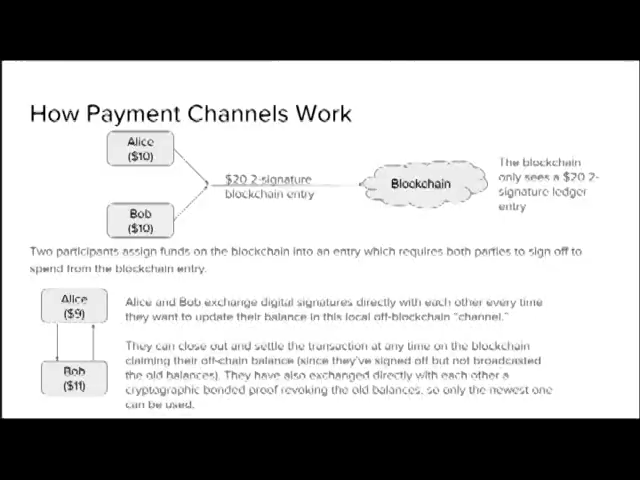 How Payment Channels Work
Alice
($10)
$20 2-signature
blockchain entry
Blockchain
The blockchain
only sees a $20 2-
signature ledger
entry
Bob
($10)
Two participants assign funds on the blockchain into an entry which requires both parties to sign off to
spend from the blockchain entry.
Alice
($9)
Bob
($11)
Alice and Bob exchange digital signatures directly with each other every time
they want to update their balance in this local off-blockchain "channel."
They can close out and settle the transaction at any time on the blockchain
claiming their off-chain balance (since they've signed off but not broadcasted
the old balances). They have also exchanged directly with each other a
cryptographic bonded proof revoking the old balances, so only the newest one
can be used.